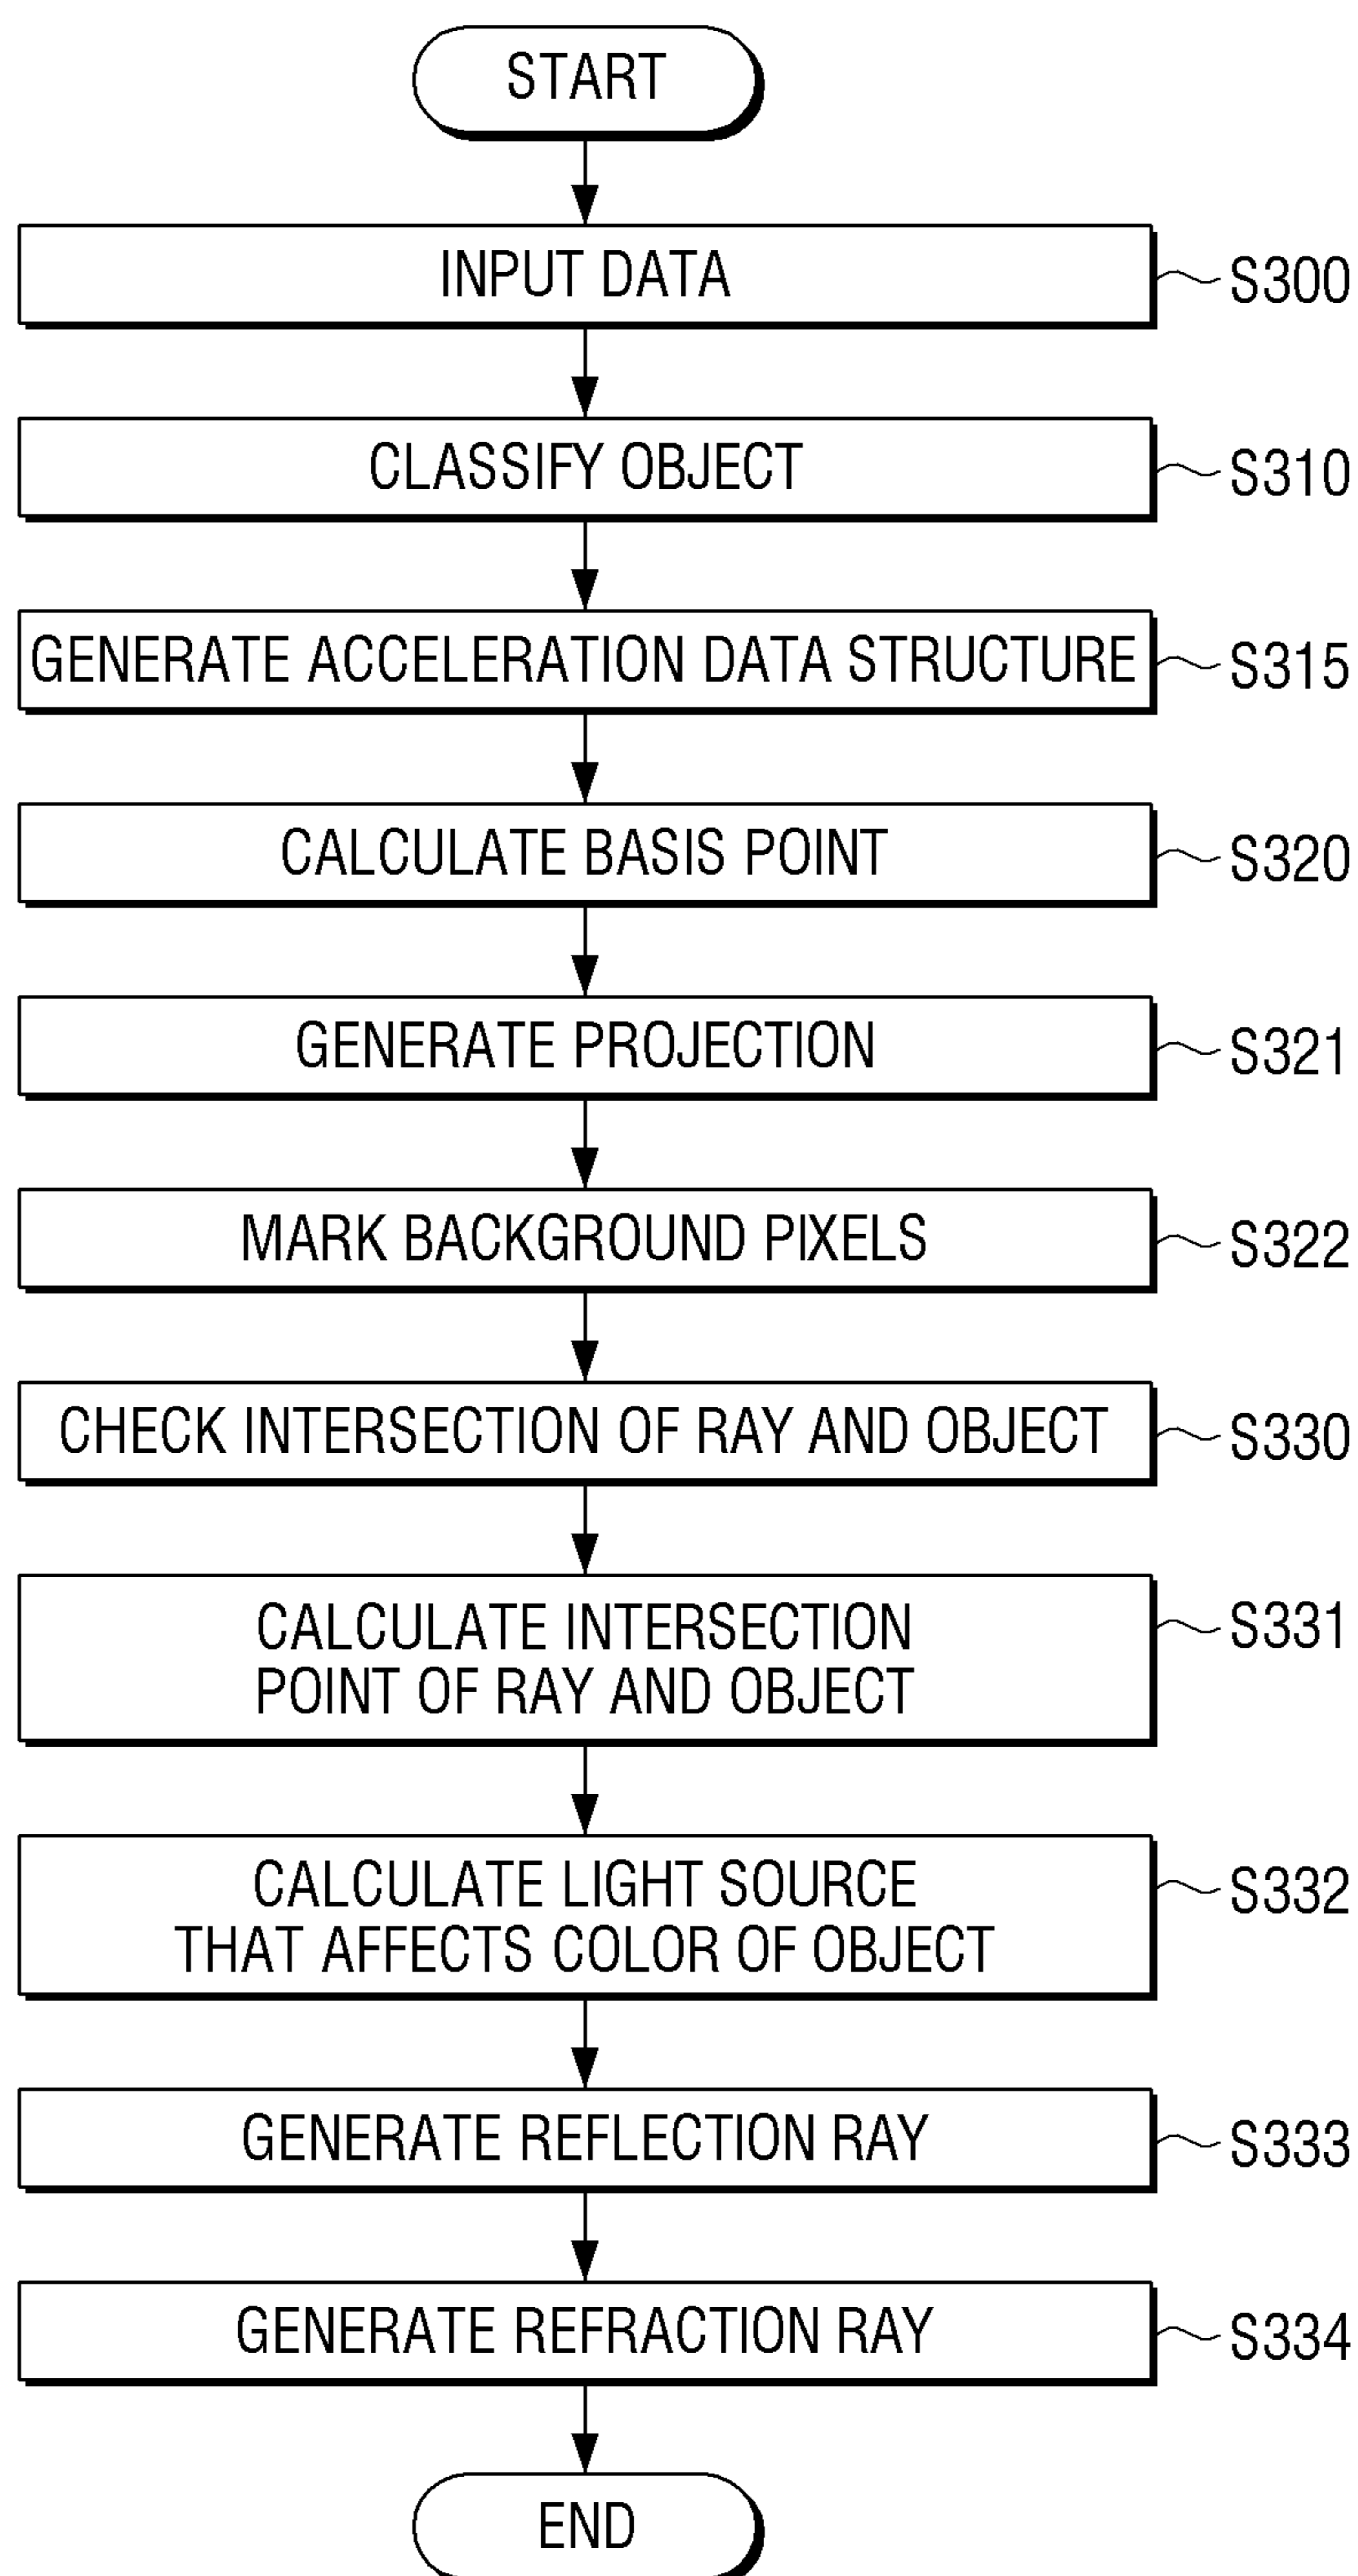 START
INPUT DATA
S300
CLASSIFY OBJECT
S310
GENERATE ACCELERATION DATA STRUCTURE
S315
CALCULATE BASIS POINT
S320
GENERATE PROJECTION
S321
MARK BACKGROUND PIXELS
S322
CHECK INTERSECTION OF RAY AND OBJECT
S330
CALCULATE INTERSECTION
POINT OF RAY AND OBJECT
S331
CALCULATE LIGHT SOURCE
THAT AFFECTS COLOR OF OBJECT
S332
GENERATE REFLECTION RAY
S333
GENERATE REFRACTION RAY
S334
END